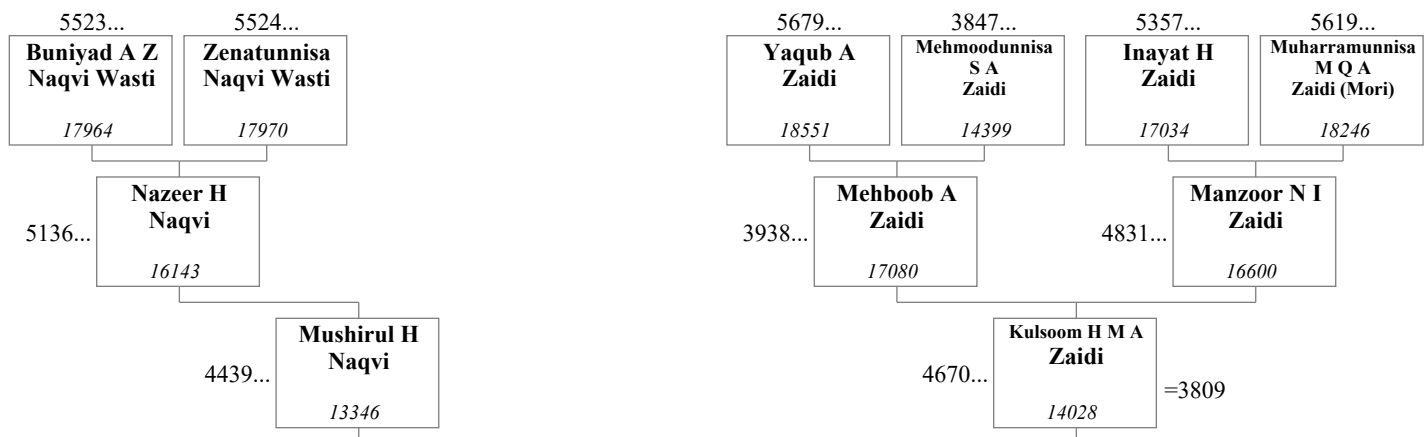 5523... 5524... 5679... 3847... 5357... 5619...
Buniyad A Z
Naqvi Wasti
17964
Zenatunnisa
Naqvi Wasti
17970
Yaqub A
Zaidi
18551
Mehmoodunnisa
S A
Zaidi
14399
Inayat H
Zaidi
17034
Muharramunnisa
M Q A
Zaidi (Mori)
18246
5136...
Nazeer H
Naqvi
16143
3938...
Mehboob A
Zaidi
17080
4831...
Manzoor N I
Zaidi
16600
4439...
Mushirul H
Naqvi
13346
4670...
Kulsoom H M A
Zaidi
14028
=3809